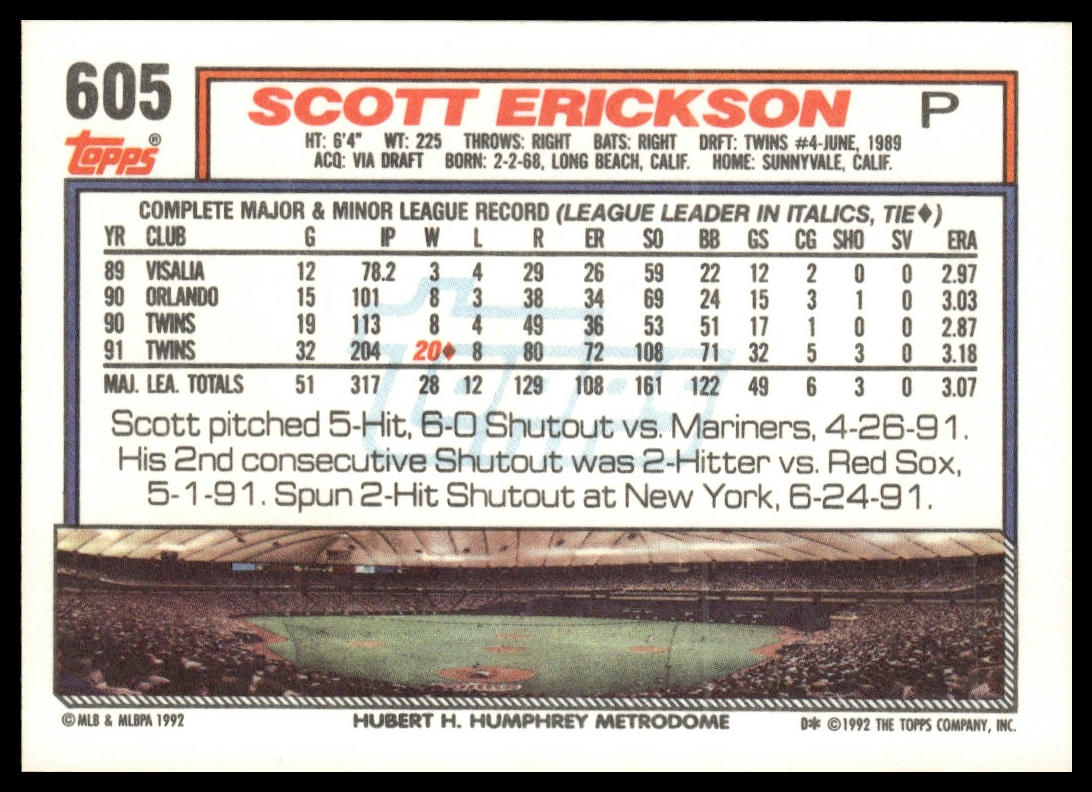 605
Topps®
SCOTT ERICKSON P
HT: 6'4" WT: 225 THROWS: RIGHT BATS: RIGHT DRFT: TWINS #4-JUNE, 1989
ACQ: VIA DRAFT BORN: 2-2-68, LONG BEACH, CALIF. HOME: SUNNYVALE, CALIF.
COMPLETE MAJOR & MINOR LEAGUE RECORD (LEAGUE LEADER IN ITALICS, TIE♦)
YR CLUB G IP W L R ER SO BB GS CG SHO SV ERA
89 VISALIA 12 78.2 3 4 29 26 59 22 12 2 0 0 2.97
90 ORLANDO 15 101 8 3 38 34 69 24 15 3 1 0 3.03
90 TWINS 19 113 8 4 49 36 53 51 17 1 0 0 2.87
91 TWINS 32 204 20♦ 8 80 72 108 71 32 5 3 0 3.18
MAJ. LEA. TOTALS 51 317 28 12 129 108 161 122 49 6 3 0 3.07
Scott pitched 5-Hit, 6-0 Shutout vs. Mariners, 4-26-91.
His 2nd consecutive Shutout was 2-Hitter vs. Red Sox,
5-1-91. Spun 2-Hit Shutout at New York, 6-24-91.
© MLB & MLBPA 1992 HUBERT H. HUMPHREY METRODOME D* ©1992 THE TOPPS COMPANY, INC.